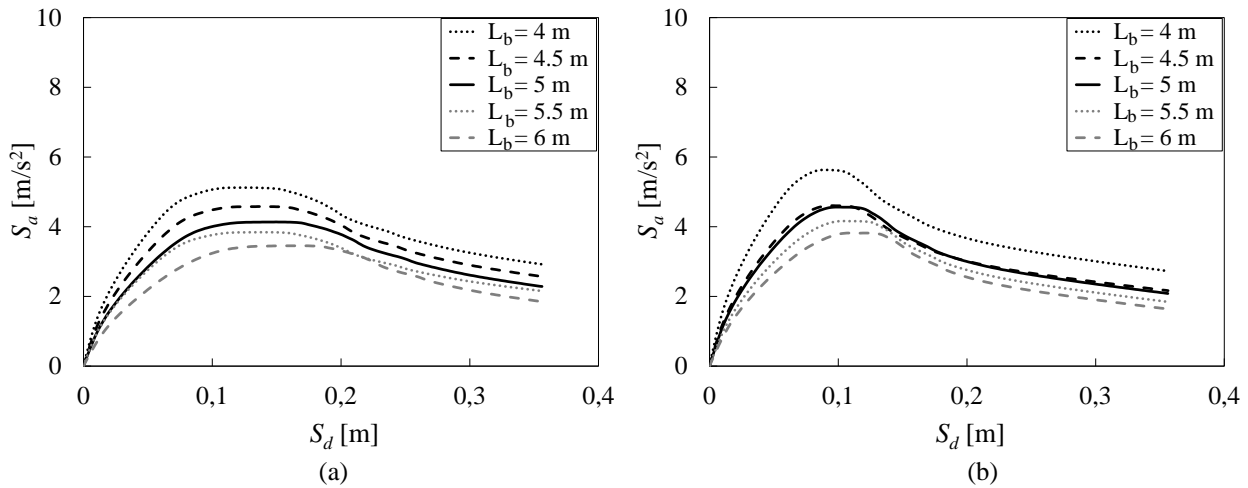 10
8
6
4
2
0
0
0,1
0,2
0,3
0,4
Sₐ [m/s²]
S_d [m]
L_b = 4 m
L_b = 4.5 m
L_b = 5 m
L_b = 5.5 m
L_b = 6 m
(a)
10
8
6
4
2
0
0
0,1
0,2
0,3
0,4
Sₐ [m/s²]
S_d [m]
L_b = 4 m
L_b = 4.5 m
L_b = 5 m
L_b = 5.5 m
L_b = 6 m
(b)